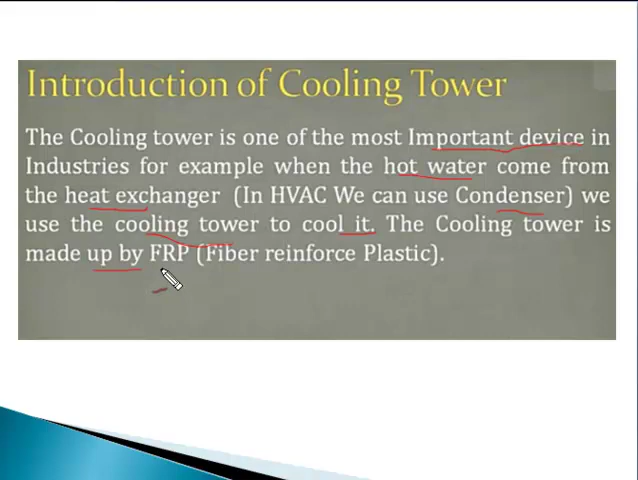 Introduction of Cooling Tower
The Cooling tower is one of the most Important device in
Industries for example when the hot water come from
the heat exchanger (In HVAC We can use Condenser) we
use the cooling tower to cool it. The Cooling tower is
made up by FRP (Fiber reinforce Plastic).